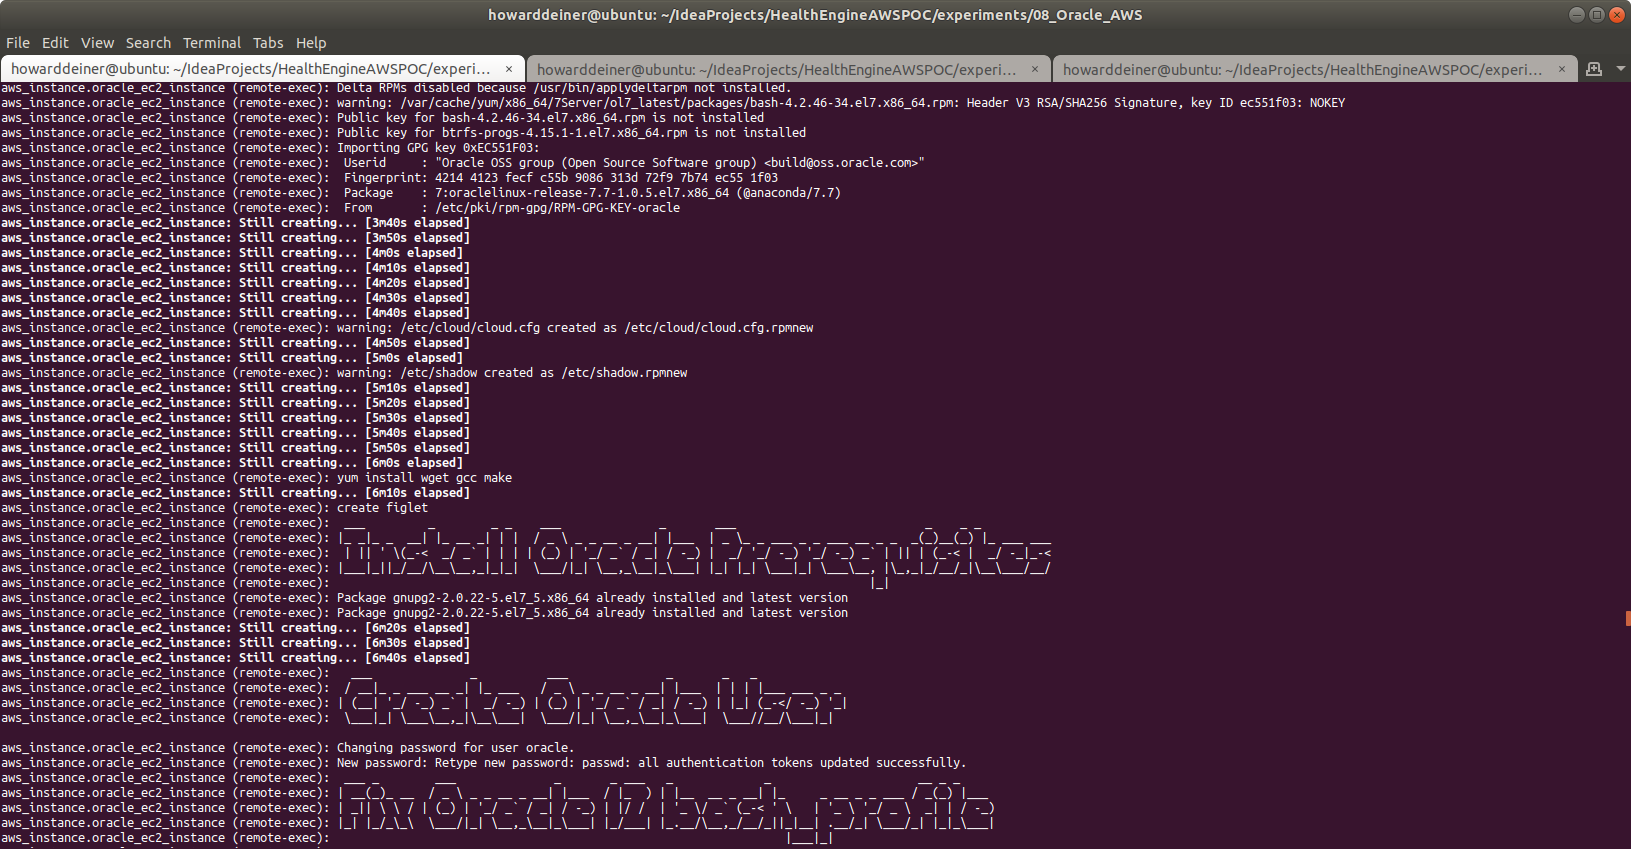 howarddeiner@ubuntu: ~/IdeaProjects/HealthEngineAWSPOC/experiments/08_Oracle_AWS
File Edit View Search Terminal Tabs Help
howarddeiner@ubuntu: ~/IdeaProjects/HealthEngineAWSPOC/experi... × howarddeiner@ubuntu: ~/IdeaProjects/HealthEngineAWSPOC/experi... × howarddeiner@ubuntu: ~/IdeaProjects/HealthEngineAWSPOC/experi... ×
aws_instance.oracle_ec2_instance (remote-exec): Delta RPMs disabled because /usr/bin/applydeltarpm not installed.
aws_instance.oracle_ec2_instance (remote-exec): warning: /var/cache/yum/x86_64/7Server/ol7_latest/packages/bash-4.2.46-34.el7.x86_64.rpm: Header V3 RSA/SHA256 Signature, key ID ec551f03: NOKEY
aws_instance.oracle_ec2_instance (remote-exec): Public key for bash-4.2.46-34.el7.x86_64.rpm is not installed
aws_instance.oracle_ec2_instance (remote-exec): Public key for btrfs-progs-4.15.1-1.el7.x86_64.rpm is not installed
aws_instance.oracle_ec2_instance (remote-exec): Importing GPG key 0xEC551F03:
aws_instance.oracle_ec2_instance (remote-exec):  Userid     : "Oracle OSS group (Open Source Software group) <build@oss.oracle.com>"
aws_instance.oracle_ec2_instance (remote-exec):  Fingerprint: 4214 4123 fecf c55b 9086 313d 72f9 7b74 ec55 1f03
aws_instance.oracle_ec2_instance (remote-exec):  Package    : 7:oraclelinux-release-7.7-1.0.5.el7.x86_64 (@anaconda/7.7)
aws_instance.oracle_ec2_instance (remote-exec):  From       : /etc/pki/rpm-gpg/RPM-GPG-KEY-oracle
aws_instance.oracle_ec2_instance: Still creating... [3m40s elapsed]
aws_instance.oracle_ec2_instance: Still creating... [3m50s elapsed]
aws_instance.oracle_ec2_instance: Still creating... [4m0s elapsed]
aws_instance.oracle_ec2_instance: Still creating... [4m10s elapsed]
aws_instance.oracle_ec2_instance: Still creating... [4m20s elapsed]
aws_instance.oracle_ec2_instance: Still creating... [4m30s elapsed]
aws_instance.oracle_ec2_instance: Still creating... [4m40s elapsed]
aws_instance.oracle_ec2_instance (remote-exec): warning: /etc/cloud/cloud.cfg created as /etc/cloud/cloud.cfg.rpmnew
aws_instance.oracle_ec2_instance: Still creating... [4m50s elapsed]
aws_instance.oracle_ec2_instance: Still creating... [5m0s elapsed]
aws_instance.oracle_ec2_instance (remote-exec): warning: /etc/shadow created as /etc/shadow.rpmnew
aws_instance.oracle_ec2_instance: Still creating... [5m10s elapsed]
aws_instance.oracle_ec2_instance: Still creating... [5m20s elapsed]
aws_instance.oracle_ec2_instance: Still creating... [5m30s elapsed]
aws_instance.oracle_ec2_instance: Still creating... [5m40s elapsed]
aws_instance.oracle_ec2_instance: Still creating... [5m50s elapsed]
aws_instance.oracle_ec2_instance: Still creating... [6m0s elapsed]
aws_instance.oracle_ec2_instance (remote-exec): yum install wget gcc make
aws_instance.oracle_ec2_instance: Still creating... [6m10s elapsed]
aws_instance.oracle_ec2_instance (remote-exec): create figlet
aws_instance.oracle_ec2_instance (remote-exec):
aws_instance.oracle_ec2_instance (remote-exec):
aws_instance.oracle_ec2_instance (remote-exec): Install Oracle Prerequisites
aws_instance.oracle_ec2_instance (remote-exec):
aws_instance.oracle_ec2_instance (remote-exec):
aws_instance.oracle_ec2_instance (remote-exec): Package gnupg2-2.0.22-5.el7_5.x86_64 already installed and latest version
aws_instance.oracle_ec2_instance (remote-exec): Package gnupg2-2.0.22-5.el7_5.x86_64 already installed and latest version
aws_instance.oracle_ec2_instance: Still creating... [6m20s elapsed]
aws_instance.oracle_ec2_instance: Still creating... [6m30s elapsed]
aws_instance.oracle_ec2_instance: Still creating... [6m40s elapsed]
aws_instance.oracle_ec2_instance (remote-exec):
aws_instance.oracle_ec2_instance (remote-exec):
aws_instance.oracle_ec2_instance (remote-exec): Create Oracle User
aws_instance.oracle_ec2_instance (remote-exec):
aws_instance.oracle_ec2_instance (remote-exec): Changing password for user oracle.
aws_instance.oracle_ec2_instance (remote-exec): New password: Retype new password: passwd: all authentication tokens updated successfully.
aws_instance.oracle_ec2_instance (remote-exec):
aws_instance.oracle_ec2_instance (remote-exec):
aws_instance.oracle_ec2_instance (remote-exec): Fix Oracle 12 bash_profile
aws_instance.oracle_ec2_instance (remote-exec):
aws_instance.oracle_ec2_instance (remote-exec):